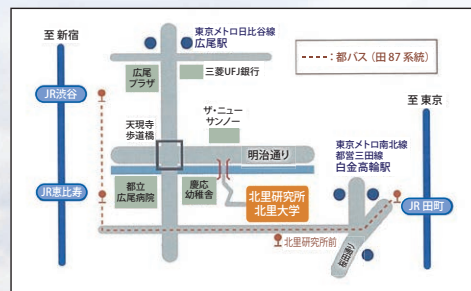 至 新宿
東京メトロ日比谷線
広尾駅
-----：都バス（田87系統）
広尾
プラザ
三菱UFJ銀行
JR渋谷
至 東京
ザ・ニュー
サンノー
天現寺
歩道橋
東京メトロ南北線
都営三田線
白金高輪駅
明治通り
JR恵比寿
都立
広尾病院
慶応
幼稚舎
北里研究所
北里大学
JR 田町
北里研究所前
桜田通り